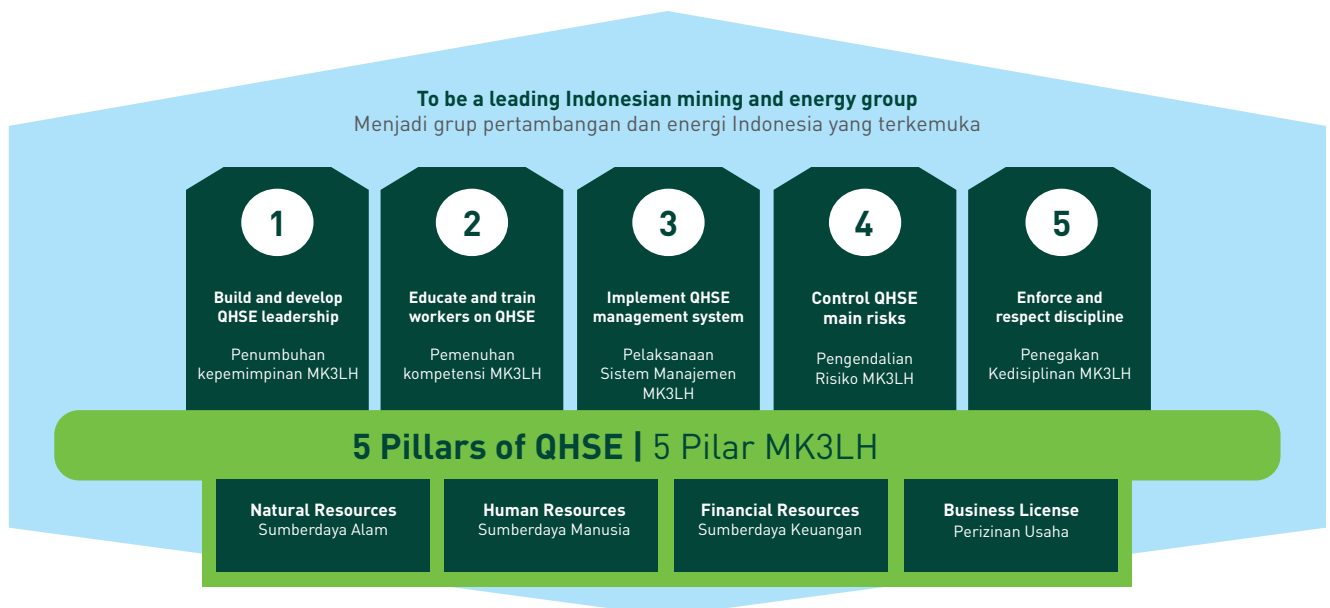 To be a leading Indonesian mining and energy group
Menjadi grup pertambangan dan energi Indonesia yang terkemuka
1
Build and develop
QHSE leadership
Penumbuhan
kepemimpinan MK3LH
2
Educate and train
workers on QHSE
Pemenuhan
kompetensi MK3LH
3
Implement QHSE
management system
Pelaksanaan
Sistem Manajemen
MK3LH
4
Control QHSE
main risks
Pengendalian
Risiko MK3LH
5
Enforce and
respect discipline
Penegakan
Kedisiplinan MK3LH
5 Pillars of QHSE | 5 Pilar MK3LH
Natural Resources
Sumberdaya Alam
Human Resources
Sumberdaya Manusia
Financial Resources
Sumberdaya Keuangan
Business License
Perizinan Usaha